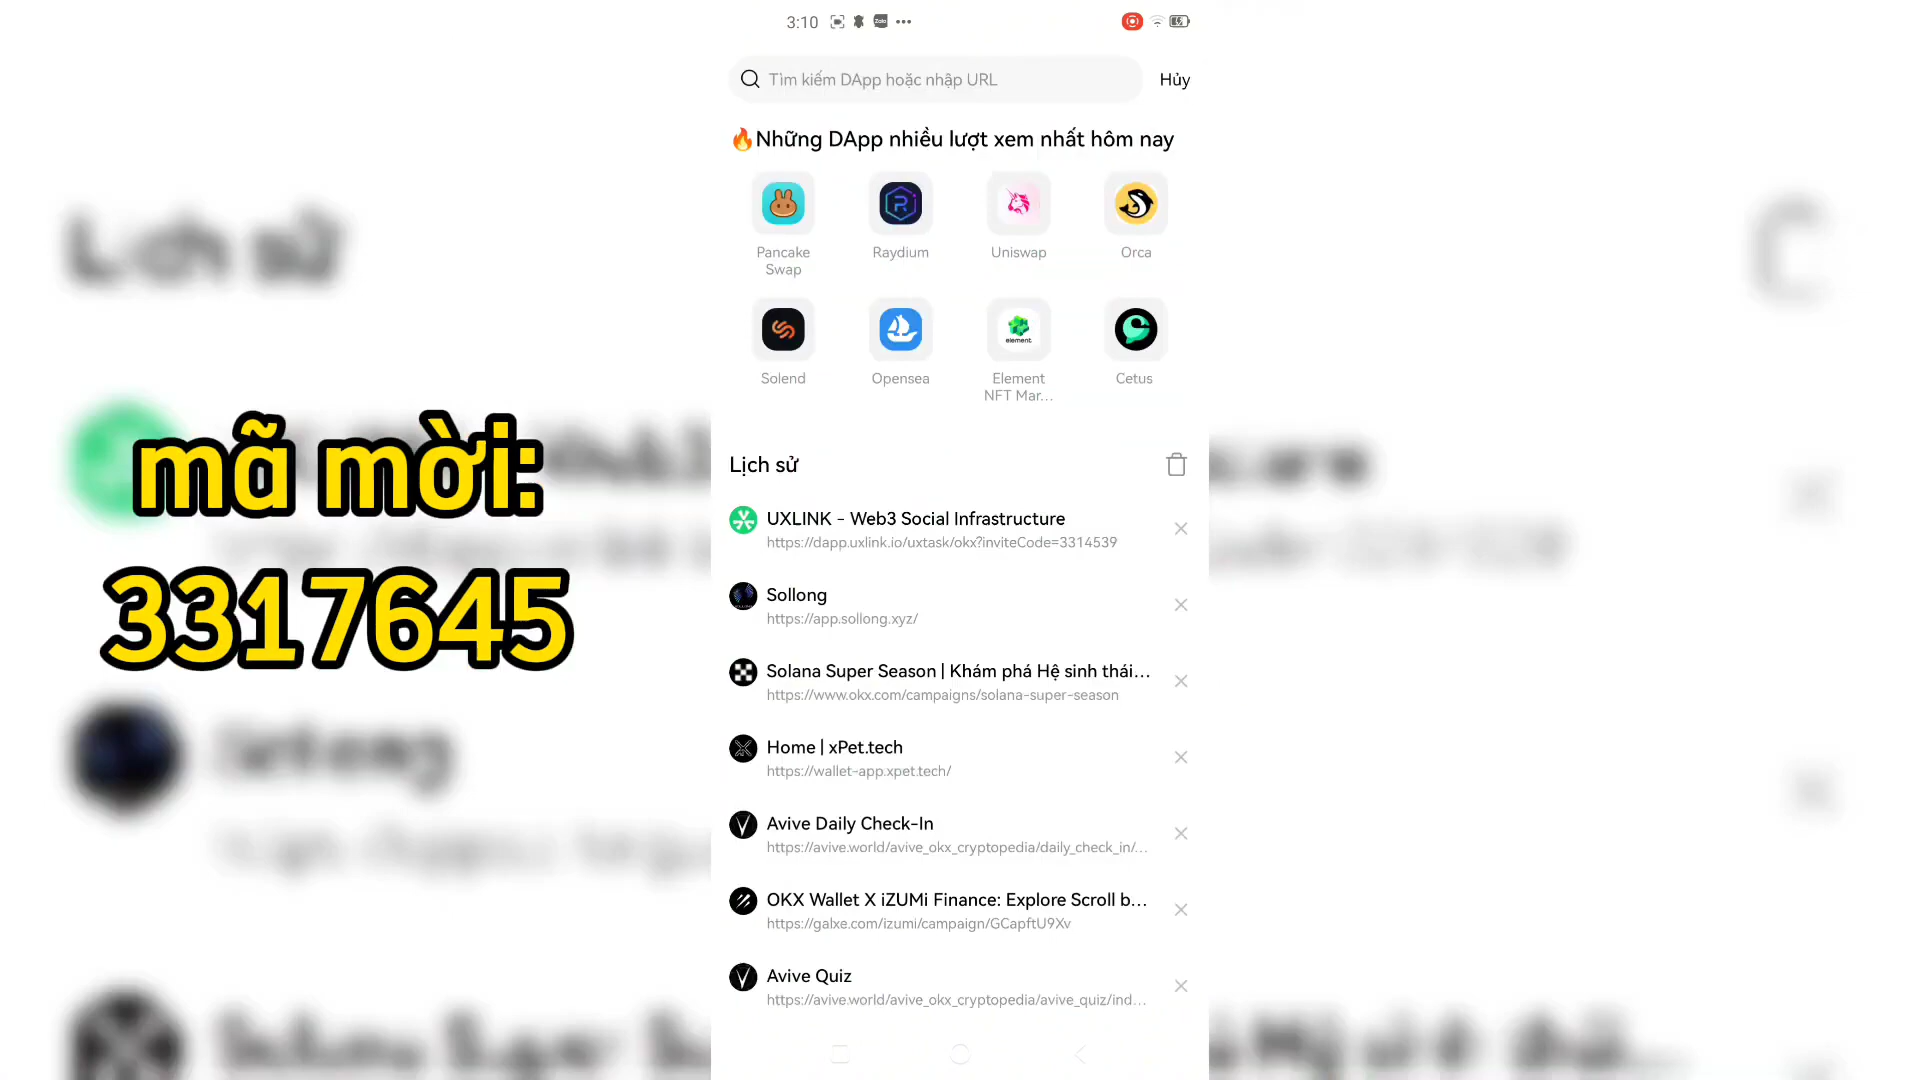 3:10
Tìm kiếm DApp hoặc nhập URL
Hủy
🔥Những DApp nhiều lượt xem nhất hôm nay
Pancake Swap
Raydium
Uniswap
Orca
Solend
Opensea
element
Element NFT Mar...
Cetus
mã mời:
3317645
Lịch sử
UXLINK - Web3 Social Infrastructure
https://dapp.uxlink.io/uxtask/okx?inviteCode=3314539
Sollong
https://app.sollong.xyz/
Solana Super Season | Khám phá Hệ sinh thái...
https://www.okx.com/campaigns/solana-super-season
Home | xPet.tech
https://wallet-app.xpet.tech/
Avive Daily Check-In
https://avive.world/avive_okx_cryptopedia/daily_check_in/...
OKX Wallet X iZUMi Finance: Explore Scroll b...
https://galxe.com/izumi/campaign/GCapftU9Xv
Avive Quiz
https://avive.world/avive_okx_cryptopedia/avive_quiz/ind...